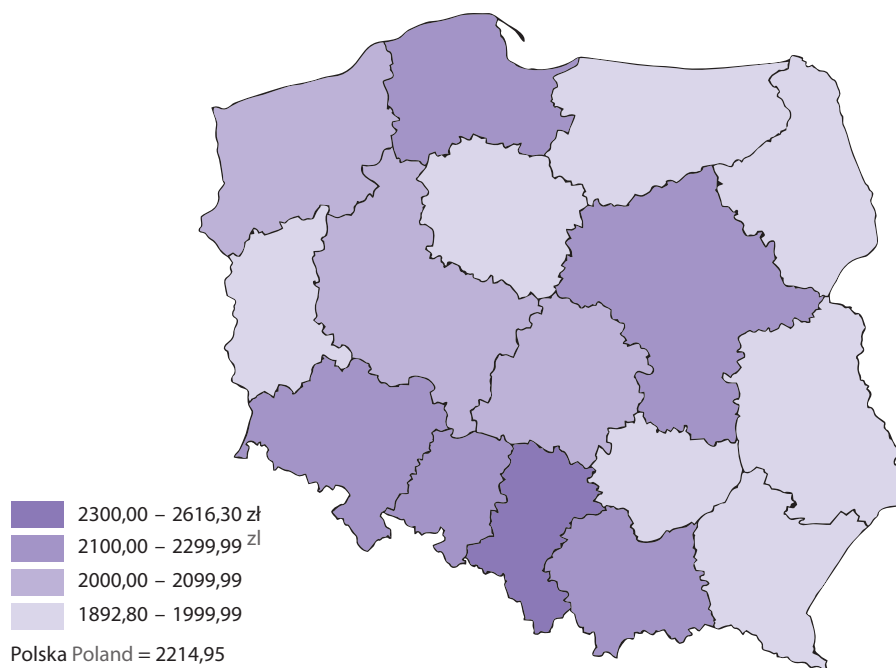 2300,00 – 2616,30 zł
2100,00 – 2299,99 zl
2000,00 – 2099,99
1892,80 – 1999,99
Polska Poland = 2214,95